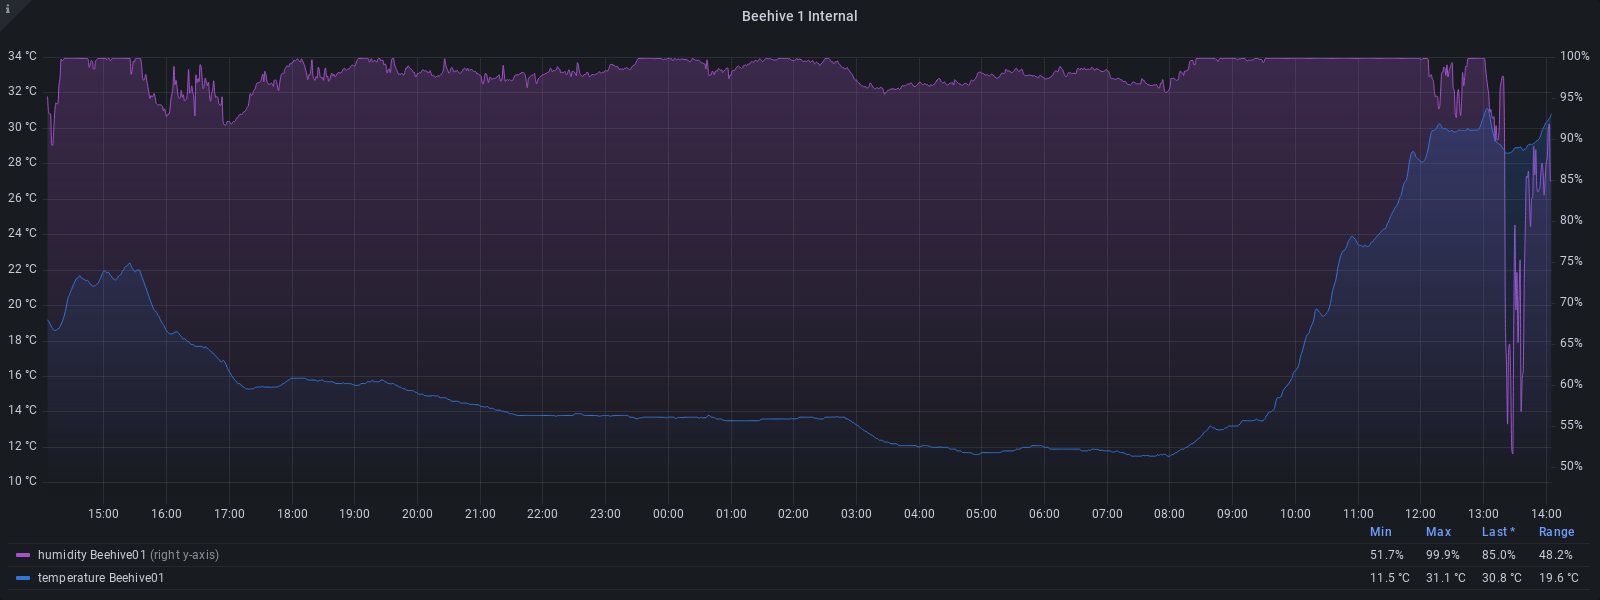 i
Beehive 1 Internal
34 °C 100%
32 °C 95%
30 °C 90%
28 °C 85%
26 °C 80%
24 °C 75%
22 °C 70%
20 °C 65%
18 °C 60%
16 °C 55%
14 °C 50%
12 °C
10 °C
15:00 16:00 17:00 18:00 19:00 20:00 21:00 22:00 23:00 00:00 01:00 02:00 03:00 04:00 05:00 06:00 07:00 08:00 09:00 10:00 11:00 12:00 13:00 14:00
Min Max Last * Range
humidity Beehive01 (right y-axis) 51.7% 99.9% 85.0% 48.2%
temperature Beehive01 11.5 °C 31.1 °C 30.8 °C 19.6 °C